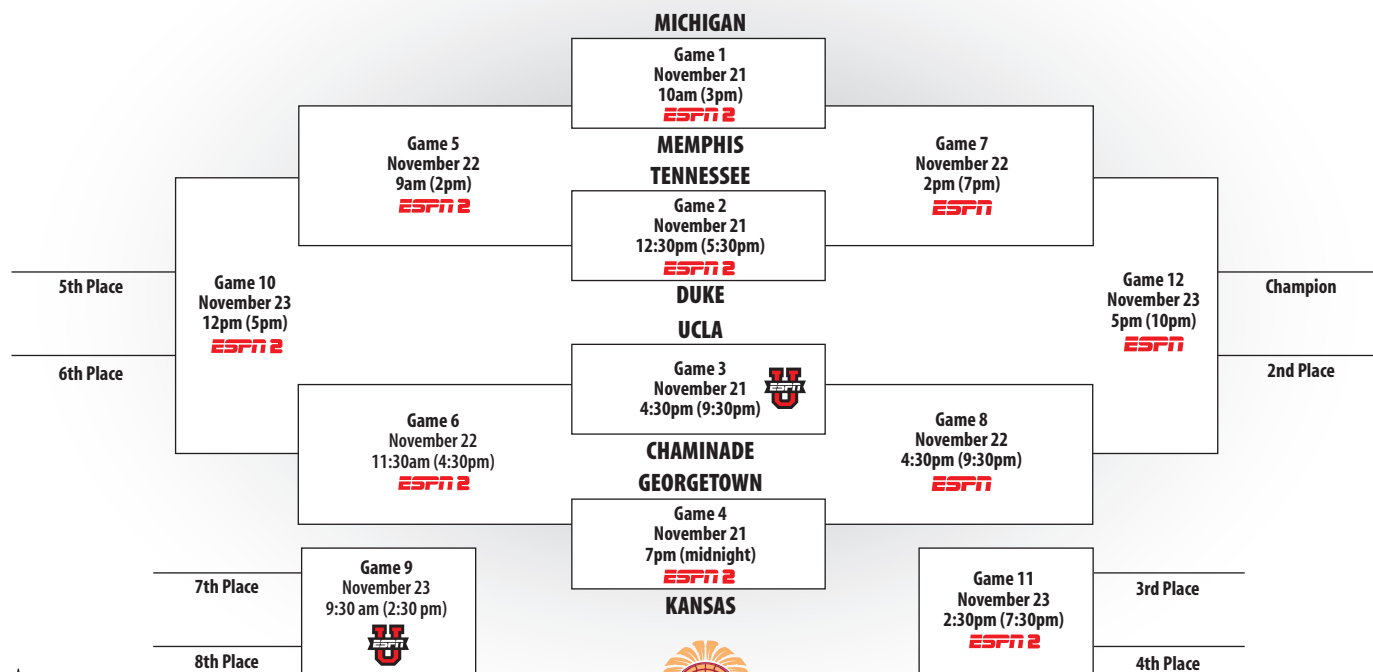 MICHIGAN
Game 1
November 21
10am (3pm)
ESPN 2
MEMPHIS
TENNESSEE
Game 2
November 21
12:30pm (5:30pm)
ESPN 2
DUKE
UCLA
Game 3
November 21
4:30pm (9:30pm)
U
ESPN
CHAMINADE
GEORGETOWN
Game 4
November 21
7pm (midnight)
ESPN 2
KANSAS
Game 5
November 22
9am (2pm)
ESPN 2
Game 6
November 22
11:30am (4:30pm)
ESPN 2
Game 10
November 23
12pm (5pm)
ESPN 2
5th Place
6th Place
Game 9
November 23
9:30 am (2:30 pm)
U
ESPN
7th Place
8th Place
Game 7
November 22
2pm (7pm)
ESPN
Game 8
November 22
4:30pm (9:30pm)
ESPN
Game 12
November 23
5pm (10pm)
ESPN
Champion
2nd Place
Game 11
November 23
2:30pm (7:30pm)
ESPN 2
3rd Place
4th Place